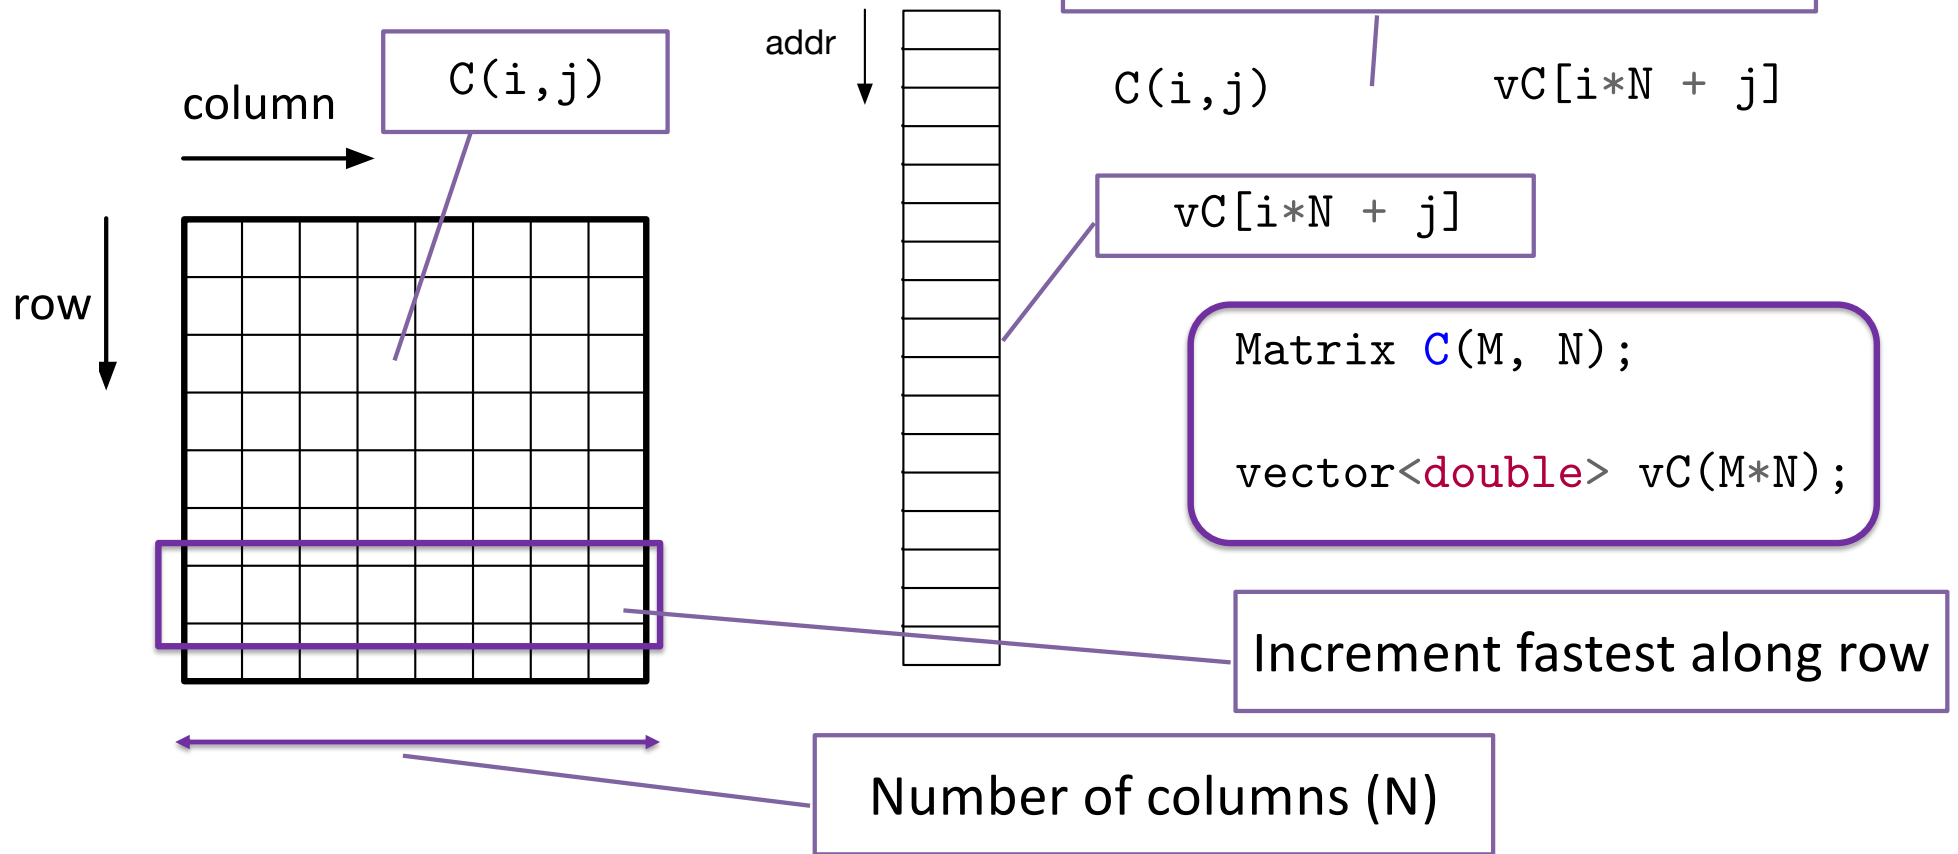 addr
C(i,j)
column
C(i,j)
vC[i*N + j]
vC[i*N + j]
row
Matrix C(M, N);
vector<double> vC(M*N);
Increment fastest along row
Number of columns (N)